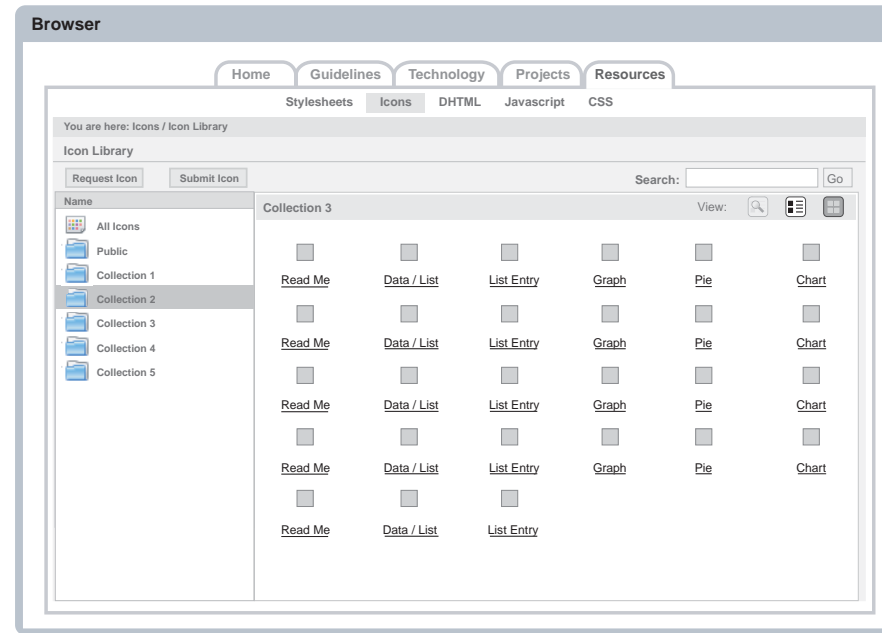 Browser
Home Guidelines Technology Projects Resources
Stylesheets Icons DHTML Javascript CSS
You are here: Icons / Icon Library
Icon Library
Request Icon Submit Icon Search: Go
Name
All Icons
Public
Collection 1
Collection 2
Collection 3
Collection 4
Collection 5
Collection 3 View:
Read Me Data / List List Entry Graph Pie Chart
Read Me Data / List List Entry Graph Pie Chart
Read Me Data / List List Entry Graph Pie Chart
Read Me Data / List List Entry Graph Pie Chart
Read Me Data / List List Entry